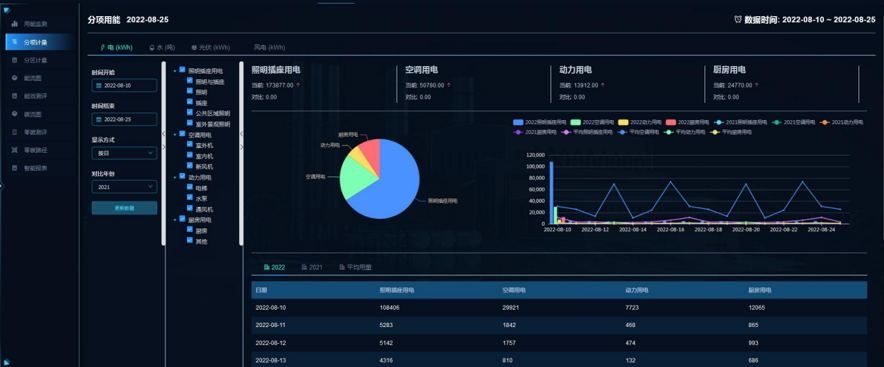 分项用能 2022-08-25
数据时间: 2022-08-10 ~ 2022-08-25
用能监测
分项计量
分区计量
能流图
能效测评
碳流图
零碳测评
零碳路径
智能报表
电 (kWh) 水 (吨) 光伏 (kWh) 风电 (kWh)
时间开始
2022-08-10
时间结束
2022-08-25
显示方式
按日
对比年份
2021
更新数据
照明插座用电
照明与插座
照明
插座
公共区域照明
室外景观照明
空调用电
室外机
室内机
新风机
动力用电
电梯
水泵
通风机
厨房用电
厨房
其他
照明插座用电 空调用电 动力用电 厨房用电
当前: 173877.00 ↑ 当前: 50780.00 ↑ 当前: 13912.00 ↑ 当前: 24770.00 ↑
对比: 0.00 对比: 0.00 对比: 0.00 对比: 0.00
厨房用电
动力用电
空调用电
照明插座用电
2022照明插座用电 2022空调用电 2022动力用电 2022厨房用电 2021照明插座用电 2021空调用电 2021动力用电
2021厨房用电 平均照明插座用电 平均空调用电 平均动力用电 平均厨房用电
120,000
100,000
80,000
60,000
40,000
20,000
0
2022-08-10 2022-08-12 2022-08-14 2022-08-16 2022-08-18 2022-08-20 2022-08-22 2022-08-24
2022 2021 平均用量
日期 照明插座用电 空调用电 动力用电 厨房用电
2022-08-10 108406 29921 7723 12065
2022-08-11 5283 1842 468 865
2022-08-12 5142 1757 474 993
2022-08-13 4316 810 132 686